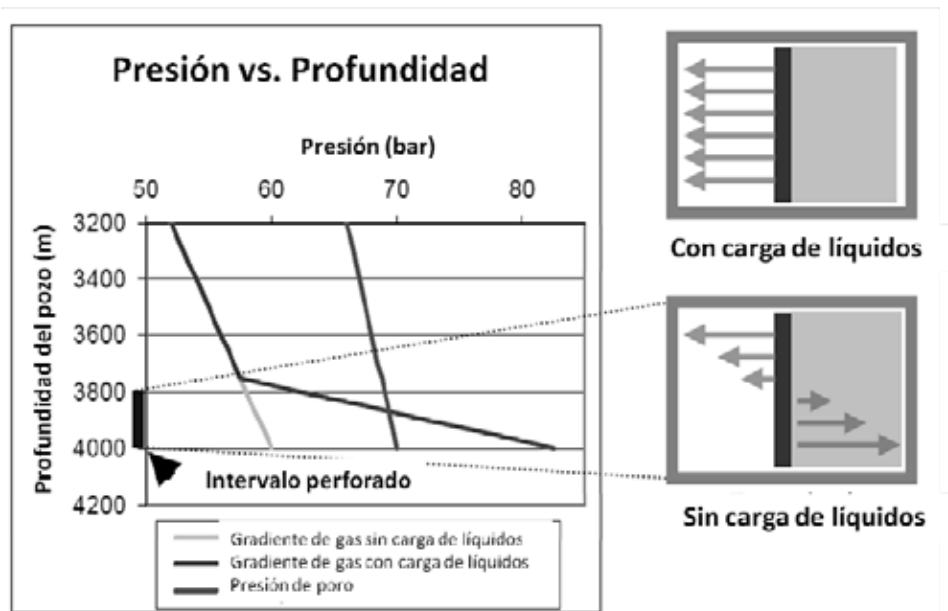 Presión vs. Profundidad
Presión (bar)
50 60 70 80
Profundidad del pozo (m)
3200
3400
3600
3800
4000
4200
Intervalo perforado
Gradiente de gas sin carga de líquidos
Gradiente de gas con carga de líquidos
Presión de poro
Con carga de líquidos
Sin carga de líquidos